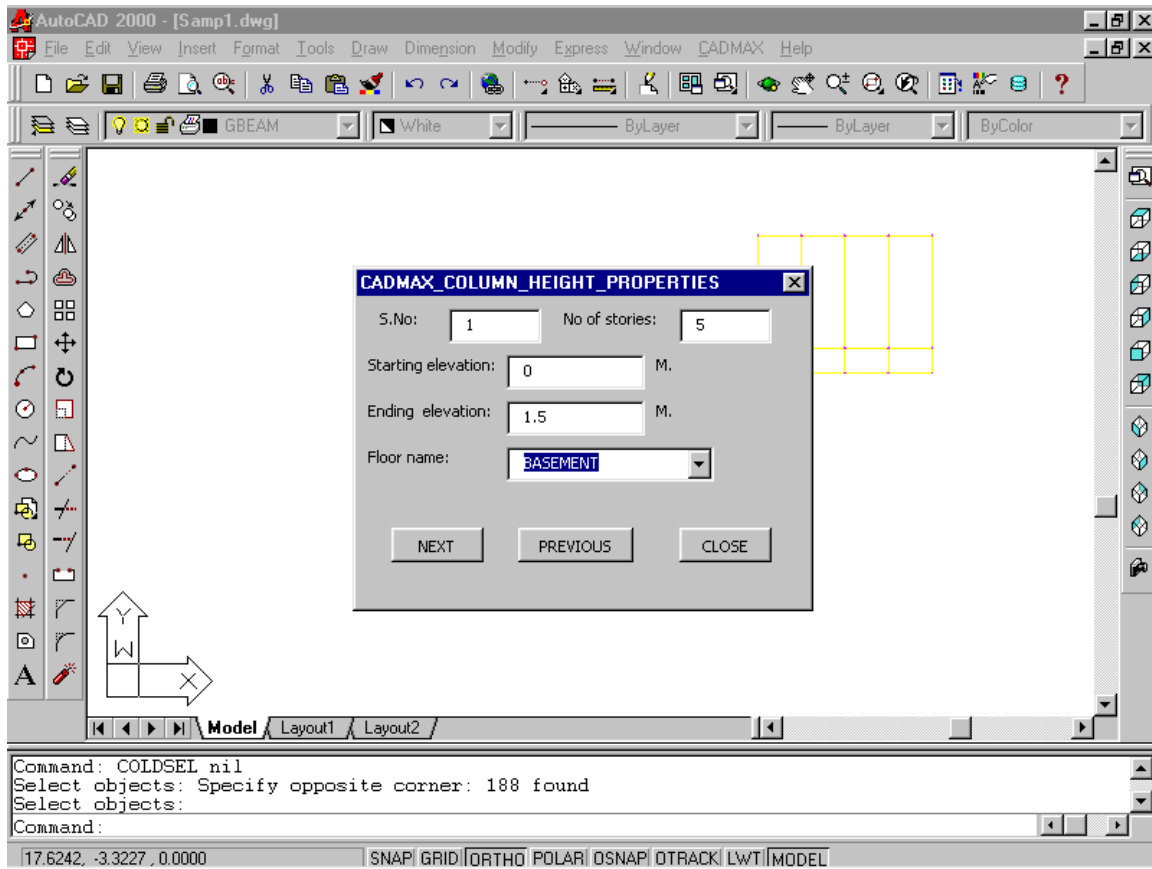 AutoCAD 2000 - [Samp1.dwg]
File Edit View Insert Format Tools Draw Dimension Modify Express Window CADMAX Help
GBEAM White ByLayer ByLayer ByColor
CADMAX_COLUMN_HEIGHT_PROPERTIES
S.No: 1 No of stories: 5
Starting elevation: 0 M.
Ending elevation: 1.5 M.
Floor name: BASEMENT
NEXT PREVIOUS CLOSE
Y
W
X
A
Model Layout1 Layout2
Command: COLDSEL nil
Select objects: Specify opposite corner: 188 found
Select objects:
Command:
17.6242, -3.3227 , 0.0000 SNAP GRID ORTHO POLAR OSNAP OTRACK LWT MODEL